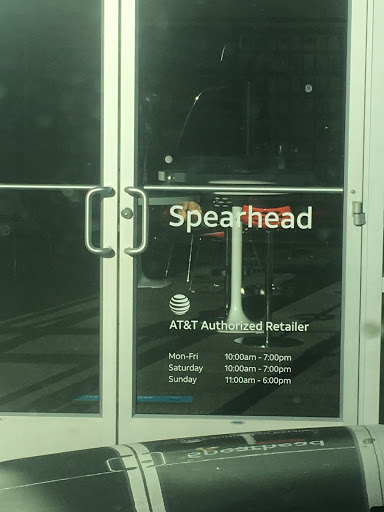 Spearhead
AT&T Authorized Retailer
Mon-Fri 10:00am - 7:00pm
Saturday 10:00am - 7:00pm
Sunday 11:00am - 6:00pm